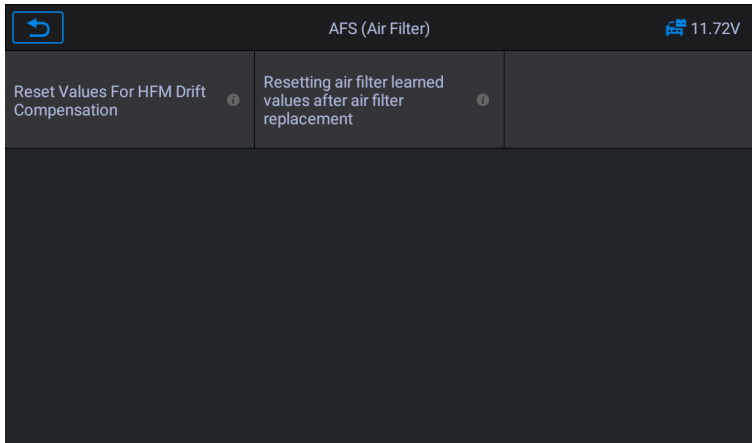 AFS (Air Filter)
11.72V
Reset Values For HFM Drift
Compensation
Resetting air filter learned
values after air filter
replacement